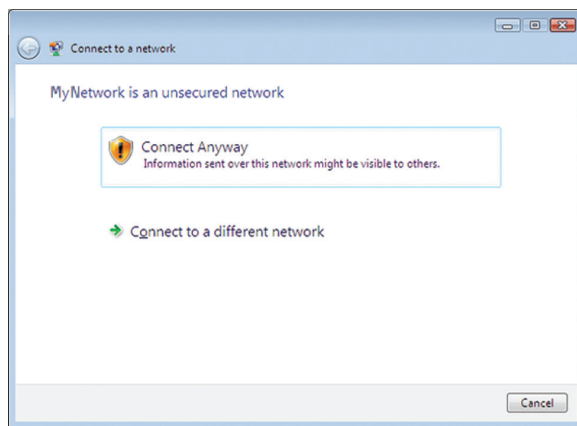 Connect to a network
MyNetwork is an unsecured network
Connect Anyway
Information sent over this network might be visible to others.
Connect to a different network
Cancel